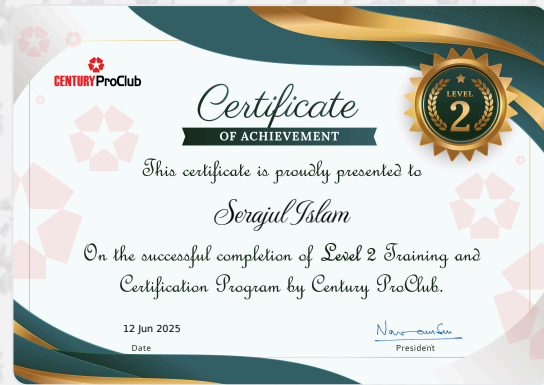 CENTURY ProClub
LEVEL
2
Certificate
OF ACHIEVEMENT
This certificate is proudly presented to
Serajul Islam
On the successful completion of Level 2 Training and
Certification Program by Century ProClub.
12 Jun 2025
Date
President